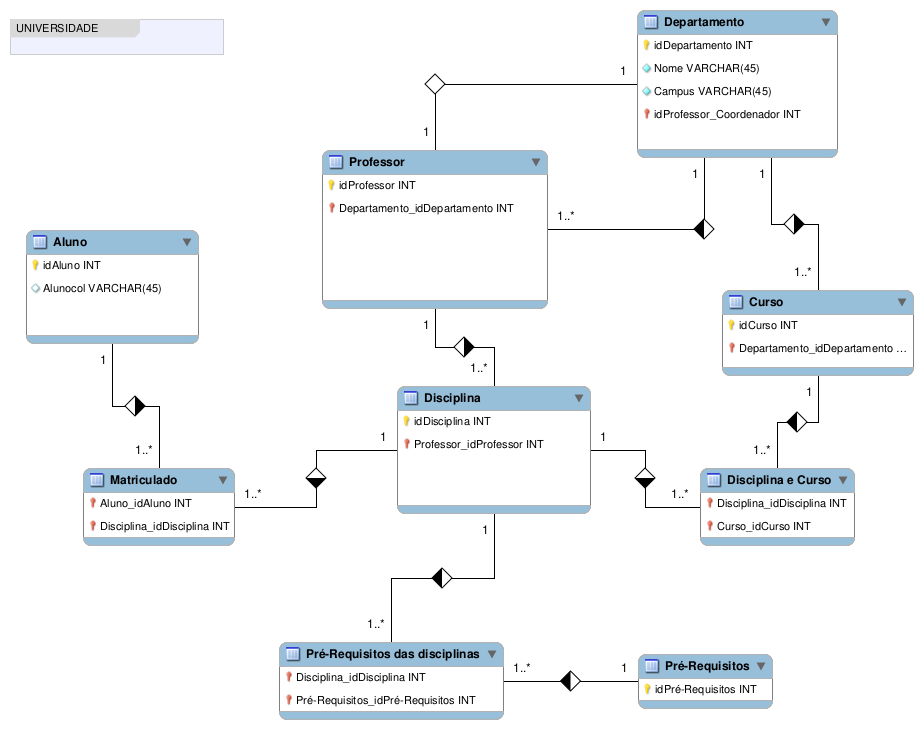 UNIVERSIDADE
Departamento
idDepartamento INT
Nome VARCHAR(45)
Campus VARCHAR(45)
idProfessor_Coordenador INT
1
1
1
1
Professor
idProfessor INT
Departamento_idDepartamento INT
1..*
Aluno
idAluno INT
Alunocol VARCHAR(45)
1..*
Curso
idCurso INT
Departamento_idDepartamento ...
1
1
1..*
1
Disciplina
idDisciplina INT
Professor_idProfessor INT
1
1
1..*
1..*
Matriculado
Aluno_idAluno INT
Disciplina_idDisciplina INT
1..*
1..*
Disciplina e Curso
Disciplina_idDisciplina INT
Curso_idCurso INT
1
1..*
Pré-Requisitos das disciplinas
Disciplina_idDisciplina INT
Pré-Requisitos_idPré-Requisitos INT
1..*
1
Pré-Requisitos
idPré-Requisitos INT